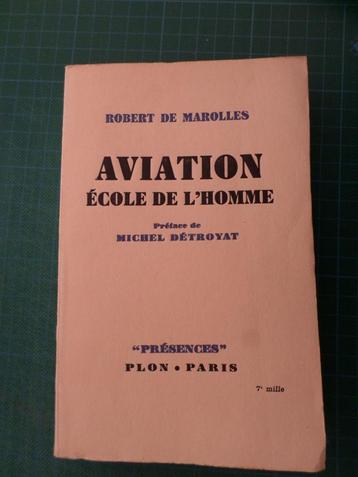 ROBERT DE MAROLLES
AVIATION
ÉCOLE DE L'HOMME
Préface de
MICHEL DÉTROYAT
"PRÉSENCES"
PLON • PARIS
7e mille